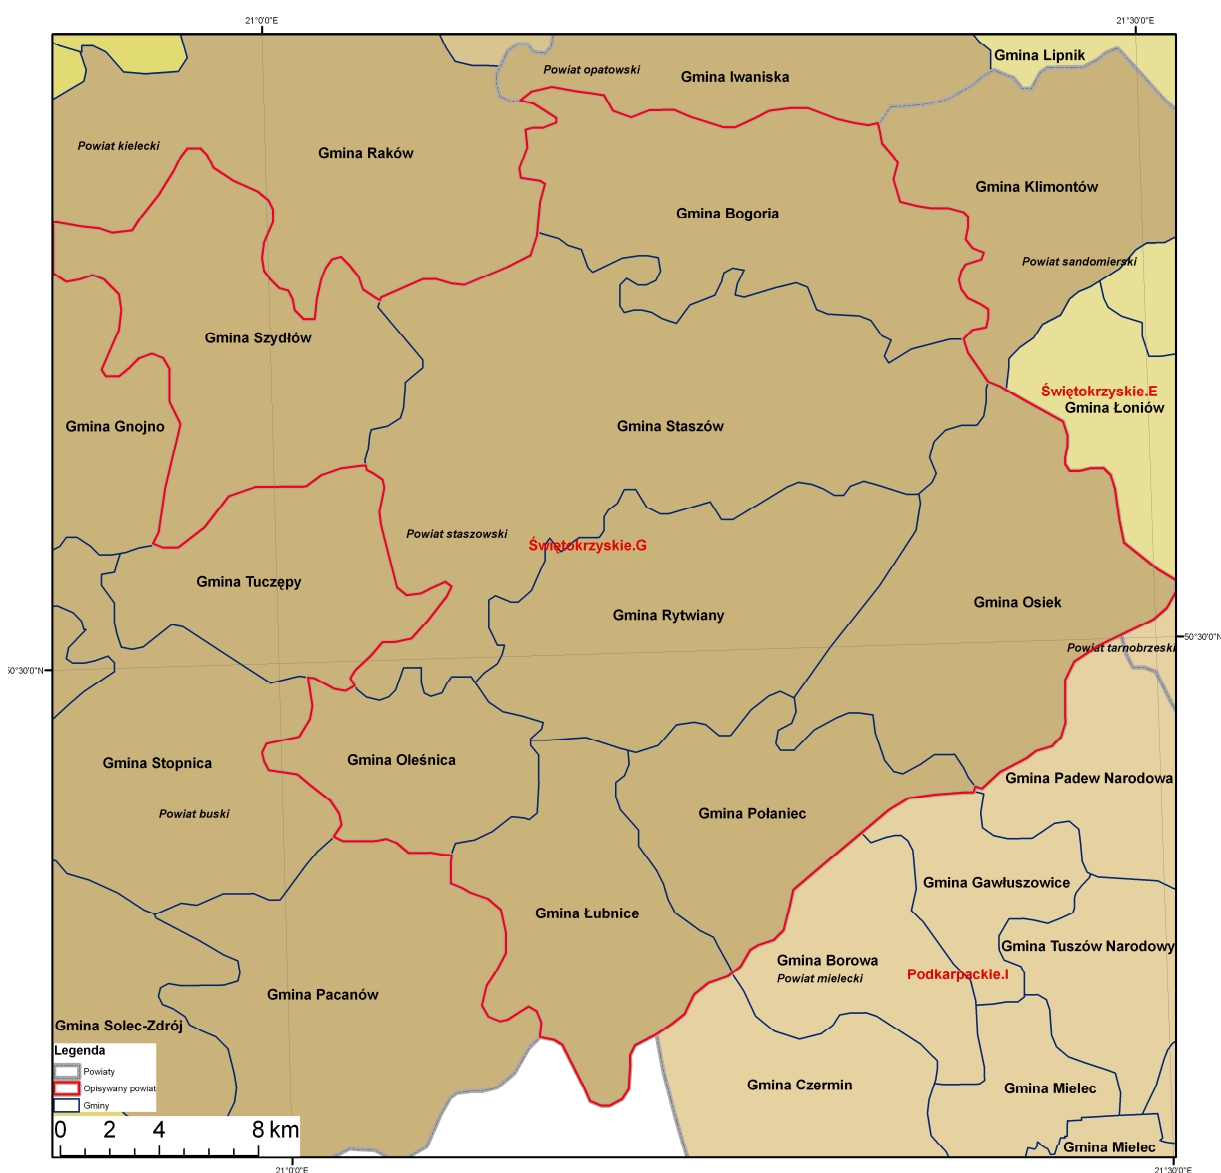 21°0'0"E
21°30'0"E
Gmina Lipnik
Powiat opatowski
Gmina Iwaniska
Powiat kielecki
Gmina Raków
Gmina Klimontów
Gmina Bogoria
Powiat sandomierski
Gmina Szydłów
Świętokrzyskie.E
Gmina Łoniów
Gmina Gnojno
Gmina Staszów
Powiat staszowski
Świętokrzyskie.G
Gmina Tuczępy
Gmina Osiek
Gmina Rytwiany
50°30'0"N
Powiat tarnobrzeski
50°30'0"N
Gmina Stopnica
Gmina Oleśnica
Gmina Padew Narodowa
Powiat buski
Gmina Połaniec
Gmina Gawłuszowice
Gmina Łubnice
Gmina Tuszów Narodowy
Gmina Borowa
Powiat mielecki
Podkarpackie.I
Gmina Pacanów
Gmina Solec-Zdrój
Legenda
Powiaty
Opisywany powiat
Gminy
Gmina Czermin
Gmina Mielec
0 2 4 8 km
Gmina Mielec
21°0'0"E
21°30'0"E